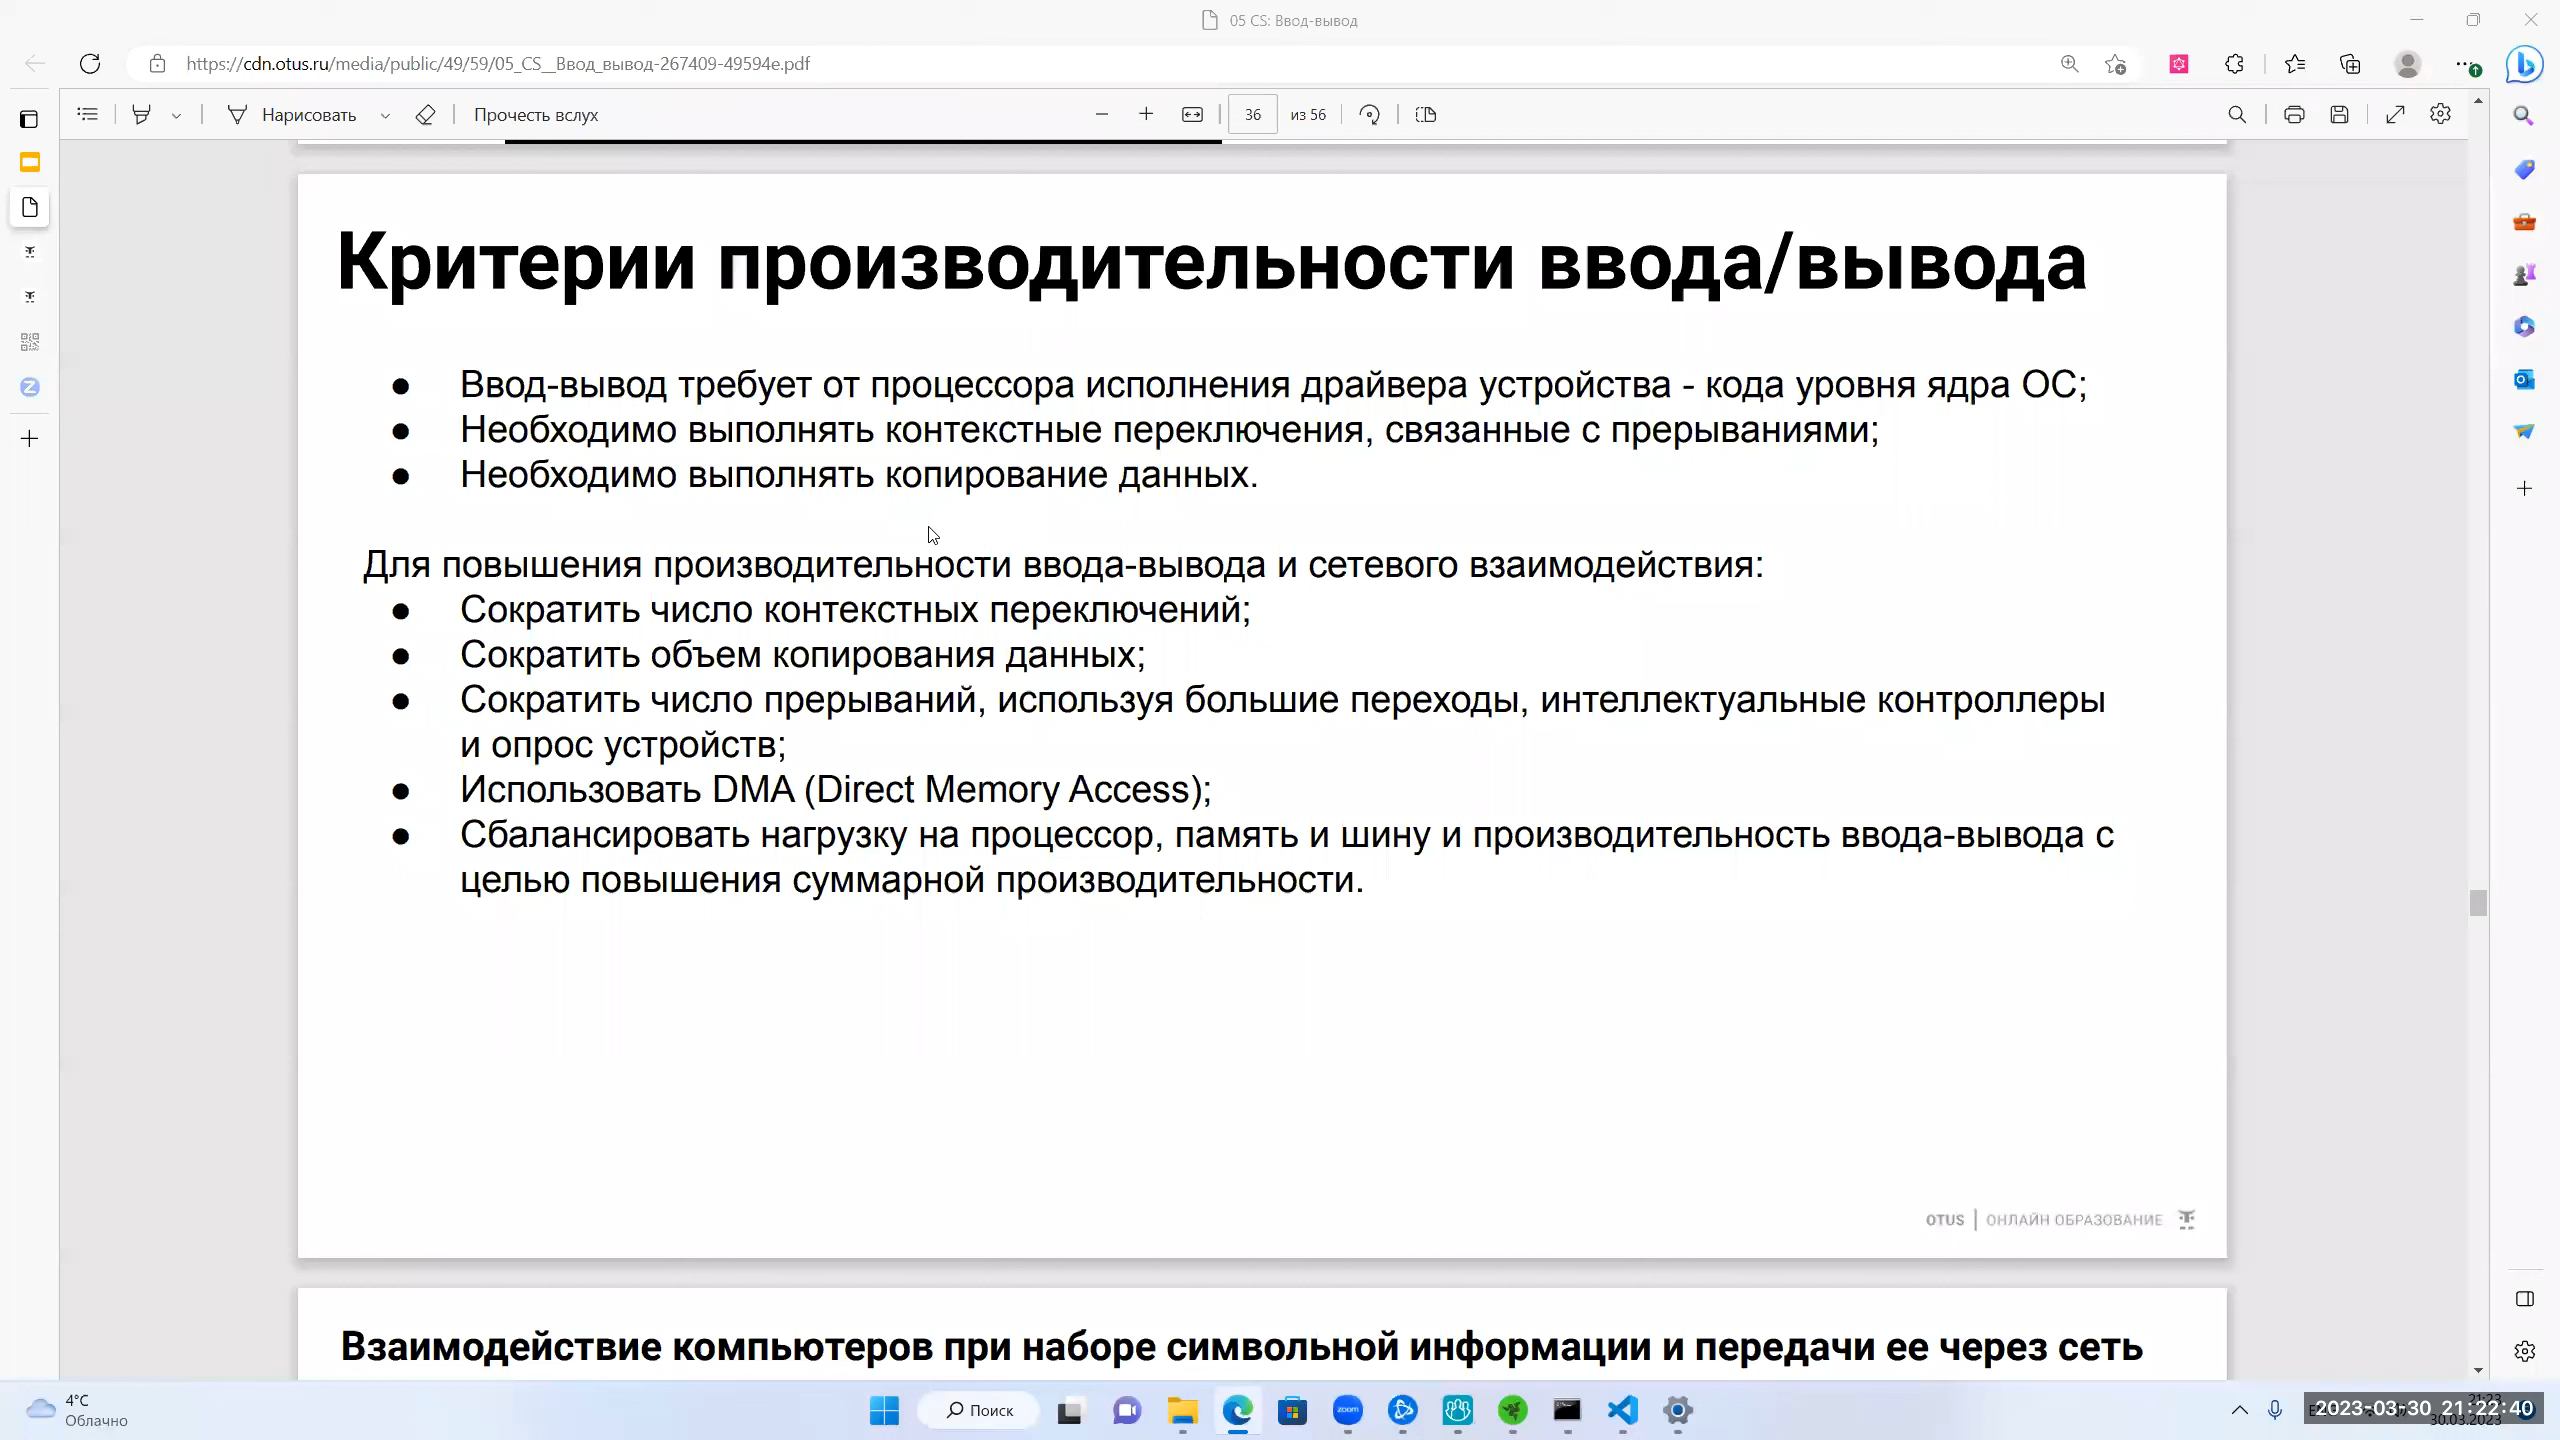 05 CS: Ввод-вывод
https://cdn.otus.ru/media/public/49/59/05_CS__Ввод_вывод-267409-49594e.pdf
Нарисовать
Прочесть вслух
36
из 56
Критерии производительности ввода/вывода
● Ввод-вывод требует от процессора исполнения драйвера устройства - кода уровня ядра ОС;
● Необходимо выполнять контекстные переключения, связанные с прерываниями;
● Необходимо выполнять копирование данных.
Для повышения производительности ввода-вывода и сетевого взаимодействия:
● Сократить число контекстных переключений;
● Сократить объем копирования данных;
● Сократить число прерываний, используя большие переходы, интеллектуальные контроллеры
и опрос устройств;
● Использовать DMA (Direct Memory Access);
● Сбалансировать нагрузку на процессор, память и шину и производительность ввода-вывода с
целью повышения суммарной производительности.
OTUS | ОНЛАЙН ОБРАЗОВАНИЕ
Взаимодействие компьютеров при наборе символьной информации и передачи ее через сеть
4°C
Облачно
Поиск
zoom
2023-03-30 21:22:40